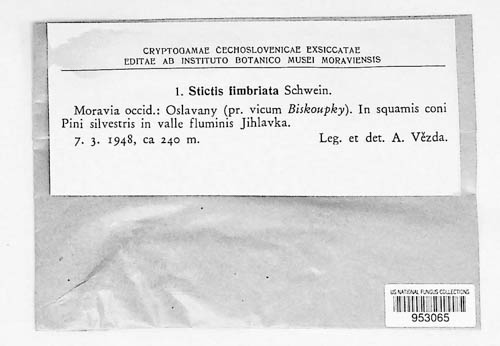 CRYPTOGAMAE ČECHOSLOVENICAE EXSICCATAE
EDITAE AB INSTITUTO BOTANICO MUSEI MORAVIENSIS
1. Stictis fimbriata Schwein.
Moravia occid.: Oslavany (pr. vicum Biskoupky). In squamis coni
Pini silvestris in valle fluminis Jihlavka.
7. 3. 1948, ca 240 m. Leg. et det. A. Vězda.
US NATIONAL FUNGUS COLLECTIONS
953065